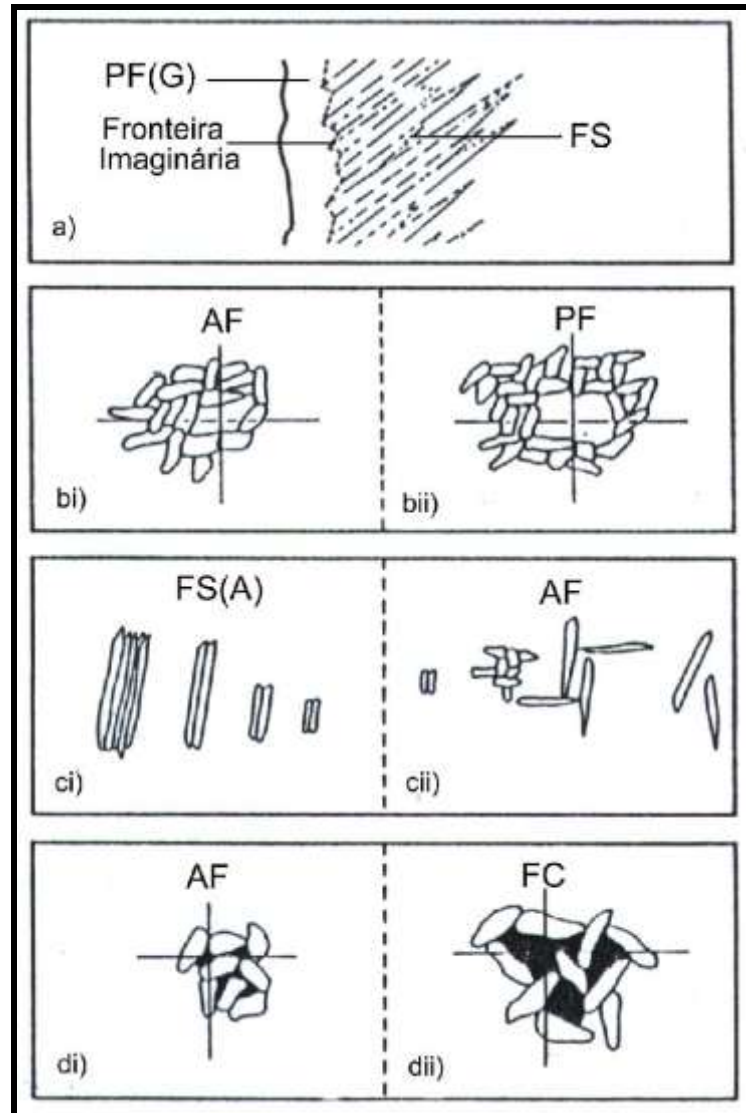 PF(G)
Fronteira
Imaginária
FS
a)
AF
PF
bi)
bii)
FS(A)
AF
ci)
cii)
AF
FC
di)
dii)